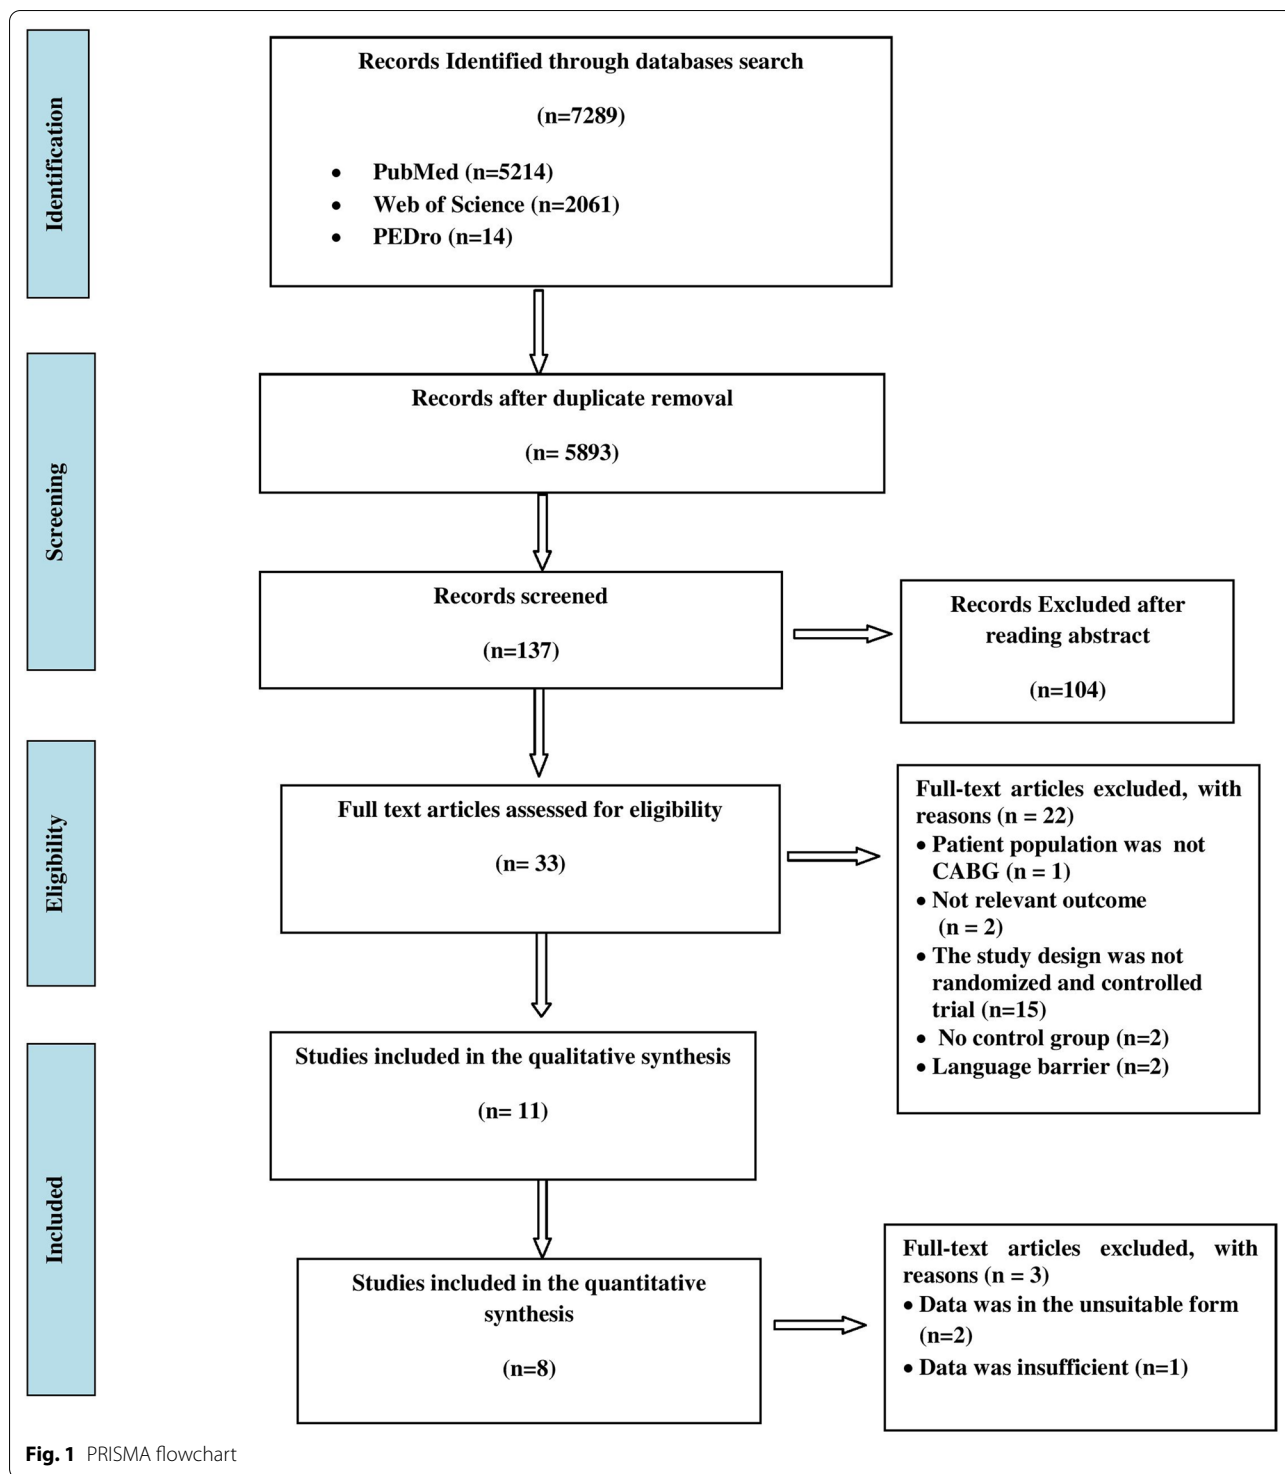 Identification
Records Identified through databases search
(n=7289)
• PubMed (n=5214)
• Web of Science (n=2061)
• PEDro (n=14)
Screening
Records after duplicate removal
(n= 5893)
Records screened
(n=137)
Records Excluded after
reading abstract
(n=104)
Eligibility
Full text articles assessed for eligibility
(n= 33)
Full-text articles excluded, with
reasons (n = 22)
• Patient population was not
CABG (n = 1)
• Not relevant outcome
(n = 2)
• The study design was not
randomized and controlled
trial (n=15)
• No control group (n=2)
• Language barrier (n=2)
Included
Studies included in the qualitative synthesis
(n= 11)
Studies included in the quantitative
synthesis
(n=8)
Full-text articles excluded, with
reasons (n = 3)
• Data was in the unsuitable form
(n=2)
• Data was insufficient (n=1)
Fig. 1 PRISMA flowchart